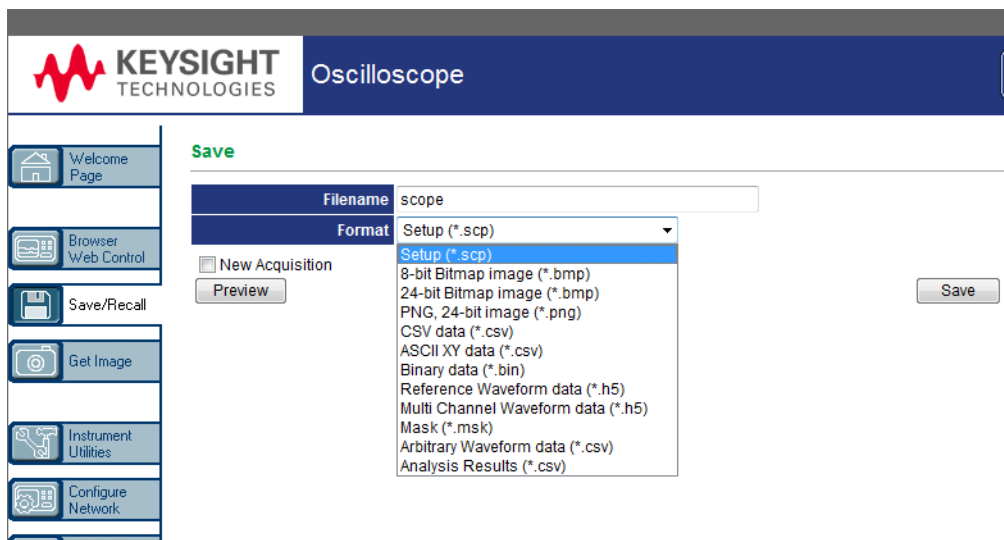 KEYSIGHT
TECHNOLOGIES
Oscilloscope
Welcome
Page
Browser
Web Control
Save/Recall
Get Image
Instrument
Utilities
Configure
Network
Save
Filename scope
Format Setup (*.scp)
Setup (*.scp)
8-bit Bitmap image (*.bmp)
24-bit Bitmap image (*.bmp)
PNG, 24-bit image (*.png)
CSV data (*.csv)
ASCII XY data (*.csv)
Binary data (*.bin)
Reference Waveform data (*.h5)
Multi Channel Waveform data (*.h5)
Mask (*.msk)
Arbitrary Waveform data (*.csv)
Analysis Results (*.csv)
New Acquisition
Preview
Save